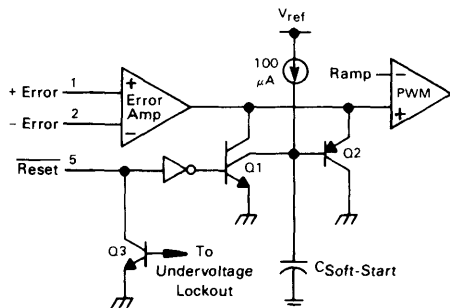 Vref
100
μA
Ramp
−
PWM
+
+ Error 1
+
Error
Amp
− Error 2
−
Reset 5
Q1
Q2
Q3
To
Undervoltage
Lockout
CSoft-Start